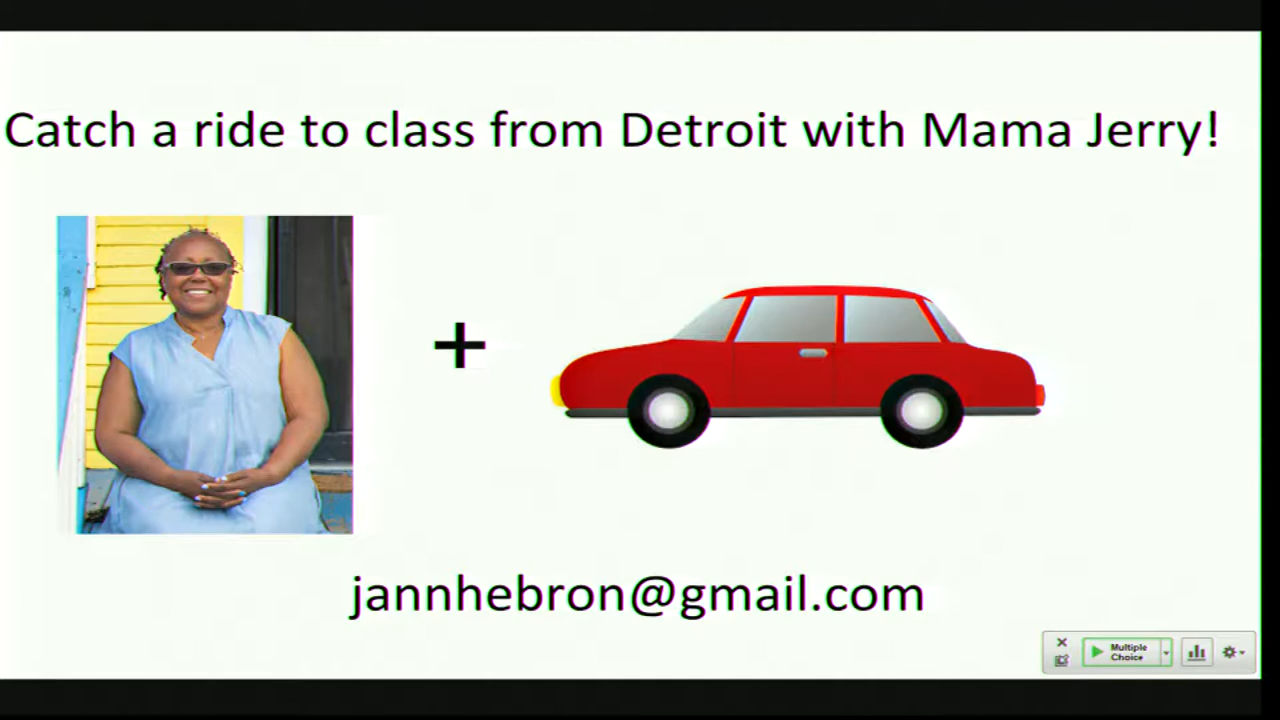 Catch a ride to class from Detroit with Mama Jerry!
+
jannhebron@gmail.com
Multiple
Choice